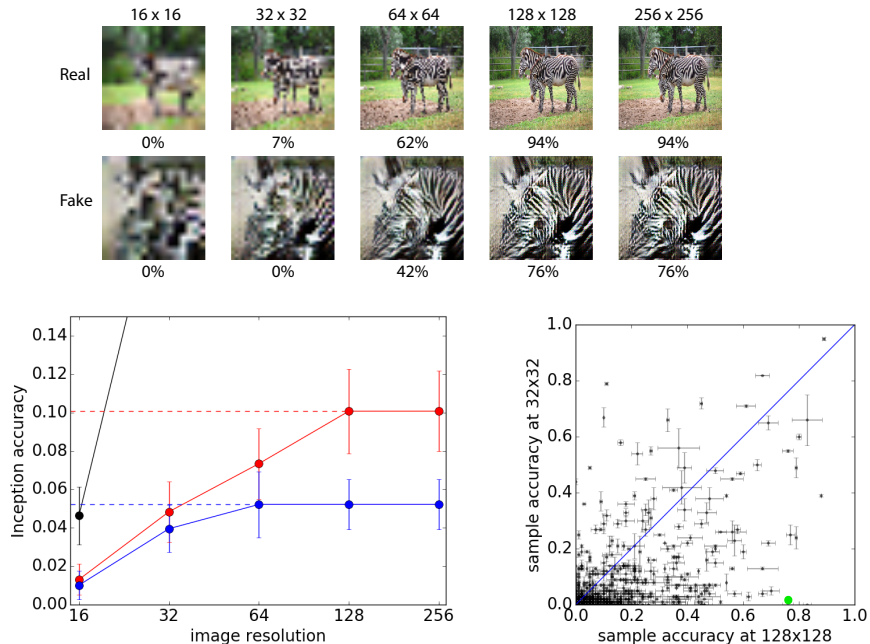 16 x 16 32 x 32 64 x 64 128 x 128 256 x 256
Real
0% 7% 62% 94% 94%
Fake
0% 0% 42% 76% 76%
0.14
0.12
0.10
0.08
0.06
0.04
0.02
0.00
Inception accuracy
16 32 64 128 256
image resolution
1.0
0.8
0.6
0.4
0.2
0.0
sample accuracy at 32x32
0.0 0.2 0.4 0.6 0.8 1.0
sample accuracy at 128x128